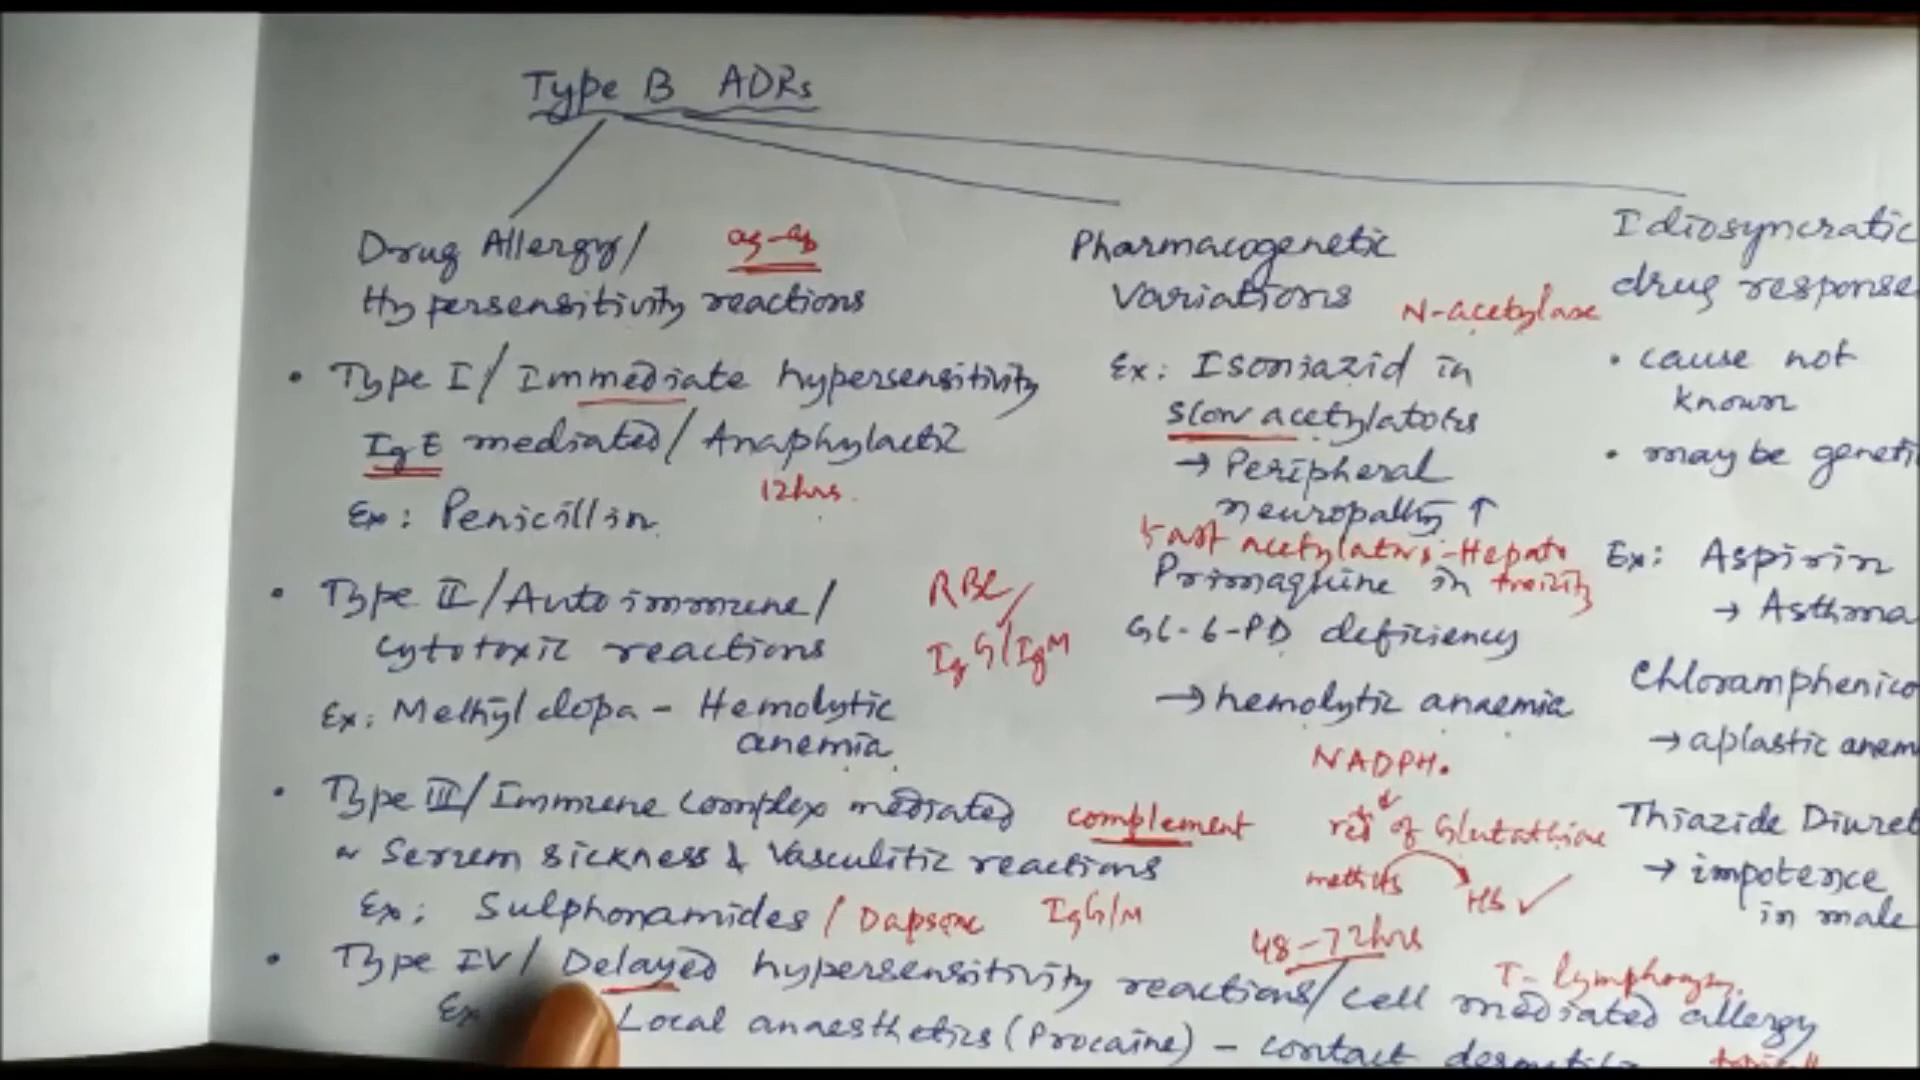 Type B ADRs
Drug Allergy/ ag-ab
Hypersensitivity reactions
• Type I/ Immediate hypersensitivity
IgE mediated/ Anaphylactic
12hrs.
Ex: Penicillin
• Type II/Autoimmune/
cytotoxic reactions
RBC/
IgG/IgM
Ex: Methyldopa - Hemolytic
anemia
• Type III/Immune complex mediated complement
~ Serum sickness & Vasculitic reactions
Ex: Sulphonamides / Dapsone IgG/M
• Type IV/ Delayed hypersensitivity reactions/cell mediated allergy
48-72hrs
Ex Local anaesthetics (Procaine) - contact
Pharmacogenetic
Variations
N-acetylase
Ex: Isoniazid in
slow acetylators
→ Peripheral
neuropathy ↑
Fast acetylators-Hepato
Primaquine in toxicity
G6-6-PD deficiency
→ hemolytic anaemia
NADPH.
↓
of Glutathione
Hb ✓
Idiosyncratic
drug response
• cause not
known
• may be geneti
Ex: Aspirin
→ Asthma
Chloramphenico
→ aplastic anem
Thiazide Diuret
→ impotence
in male